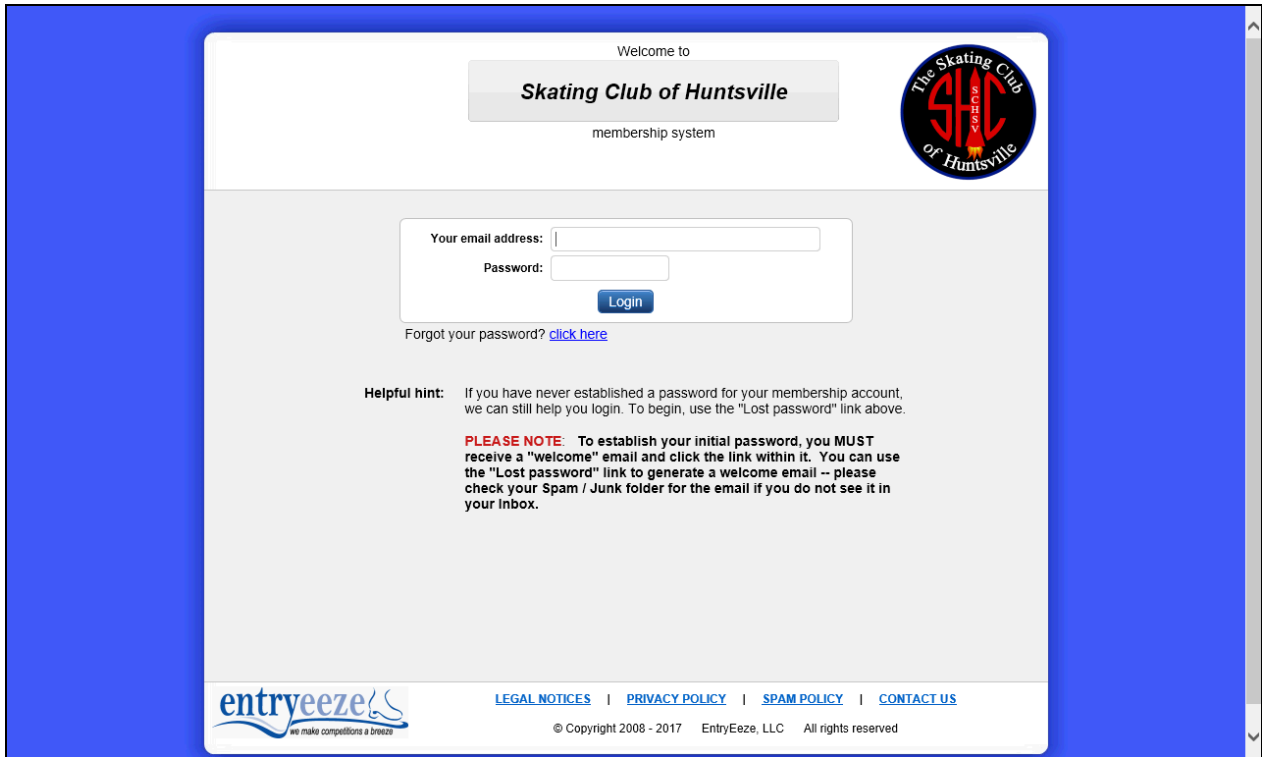 Welcome to
Skating Club of Huntsville
membership system
The Skating Club
SHC
SCHSV
of Huntsville
Your email address:
Password:
Login
Forgot your password? click here
Helpful hint: If you have never established a password for your membership account,
we can still help you login. To begin, use the "Lost password" link above.
PLEASE NOTE: To establish your initial password, you MUST
receive a "welcome" email and click the link within it. You can use
the "Lost password" link to generate a welcome email -- please
check your Spam / Junk folder for the email if you do not see it in
your Inbox.
entryeeze
we make competitions a breeze
LEGAL NOTICES | PRIVACY POLICY | SPAM POLICY | CONTACT US
© Copyright 2008 - 2017 EntryEeze, LLC All rights reserved